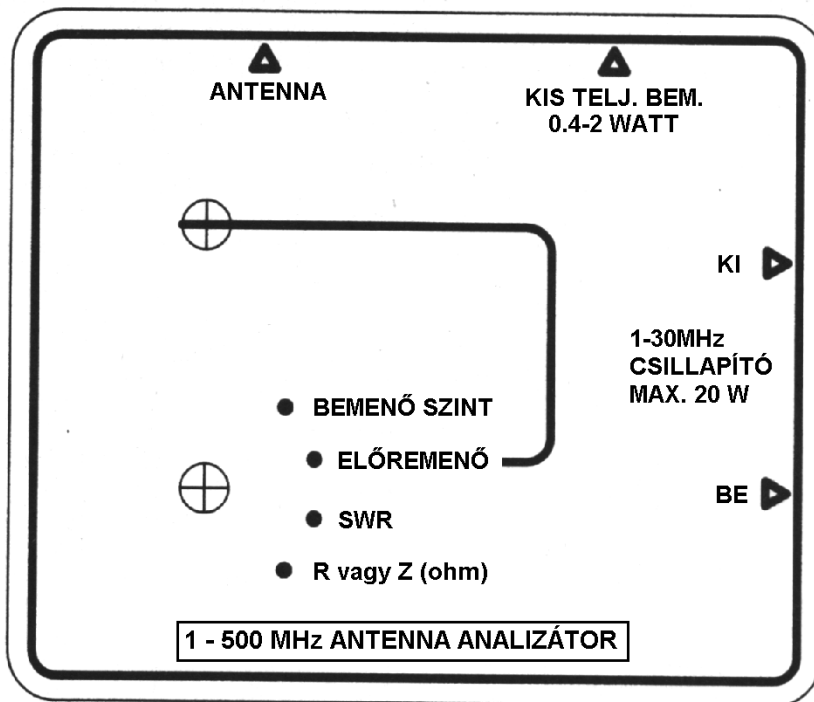 ANTENNA
KIS TELJ. BEM.
0.4-2 WATT
KI
1-30MHz
CSILLAPÍTÓ
MAX. 20 W
BEMENŐ SZINT
ELŐREMENŐ
BE
SWR
R vagy Z (ohm)
1 - 500 MHz ANTENNA ANALIZÁTOR